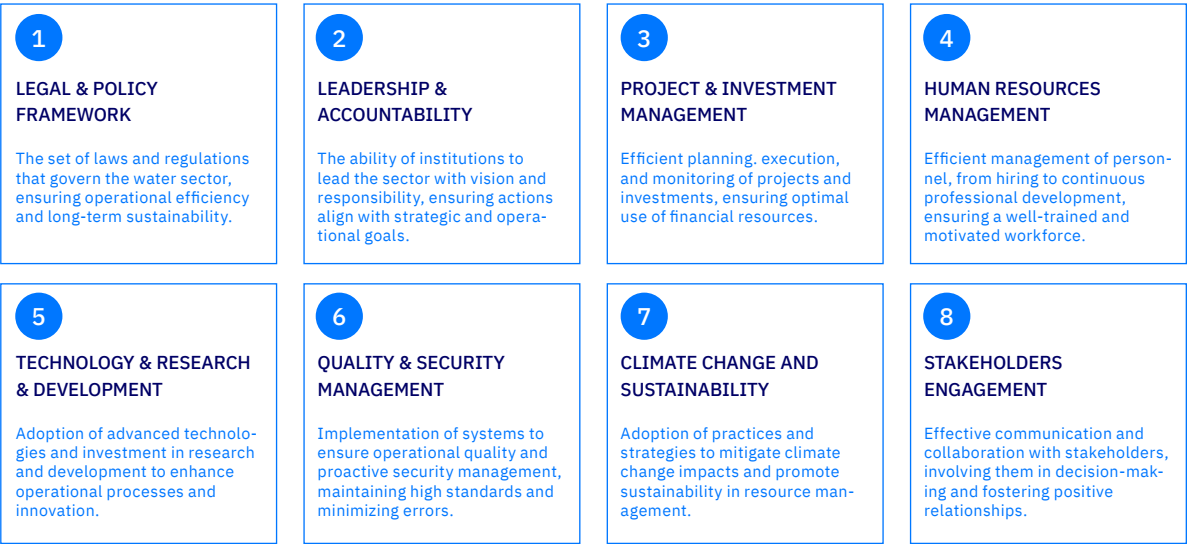 1
LEGAL & POLICY
FRAMEWORK
The set of laws and regulations
that govern the water sector,
ensuring operational efficiency
and long-term sustainability.
2
LEADERSHIP &
ACCOUNTABILITY
The ability of institutions to
lead the sector with vision and
responsibility, ensuring actions
align with strategic and opera-
tional goals.
3
PROJECT & INVESTMENT
MANAGEMENT
Efficient planning. execution,
and monitoring of projects and
investments, ensuring optimal
use of financial resources.
4
HUMAN RESOURCES
MANAGEMENT
Efficient management of person-
nel, from hiring to continuous
professional development,
ensuring a well-trained and
motivated workforce.
5
TECHNOLOGY & RESEARCH
& DEVELOPMENT
Adoption of advanced technolo-
gies and investment in research
and development to enhance
operational processes and
innovation.
6
QUALITY & SECURITY
MANAGEMENT
Implementation of systems to
ensure operational quality and
proactive security management,
maintaining high standards and
minimizing errors.
7
CLIMATE CHANGE AND
SUSTAINABILITY
Adoption of practices and
strategies to mitigate climate
change impacts and promote
sustainability in resource man-
agement.
8
STAKEHOLDERS
ENGAGEMENT
Effective communication and
collaboration with stakeholders,
involving them in decision-mak-
ing and fostering positive
relationships.